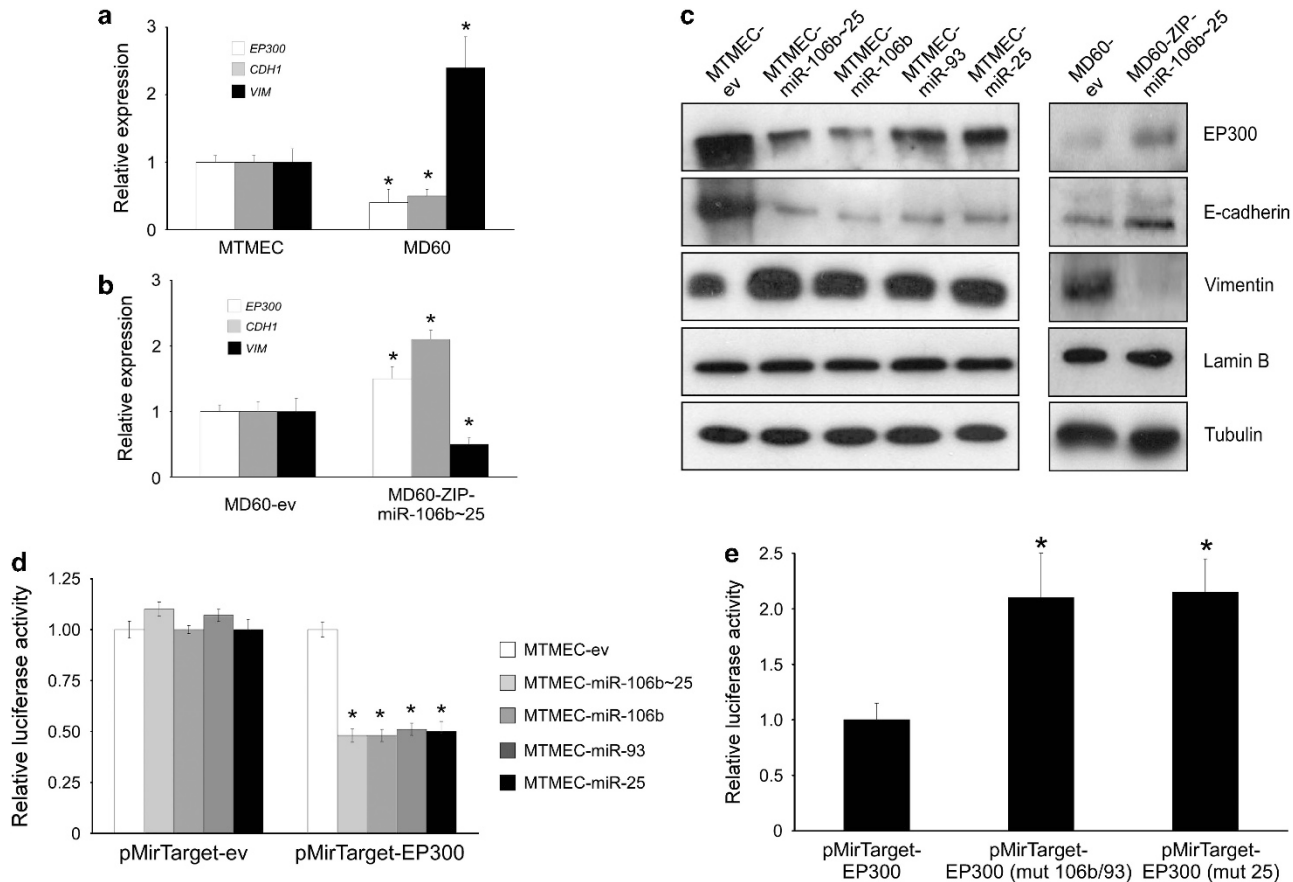 a
Relative expression
3
2
1
0
EP300
CDH1
VIM
*
*
*
MTMEC
MD60
b
Relative expression
3
2
1
0
EP300
CDH1
VIM
*
*
*
MD60-ev
MD60-ZIP-
miR-106b~25
c
MTMEC-
ev
MTMEC-
miR-106b~25
MTMEC-
miR-106b
MTMEC-
miR-93
MTMEC-
miR-25
MD60-
ev
MD60-ZIP-
miR-106b~25
EP300
E-cadherin
Vimentin
Lamin B
Tubulin
d
Relative luciferase activity
1.25
1.00
0.75
0.50
0.25
0
* * * *
pMirTarget-ev
pMirTarget-EP300
MTMEC-ev
MTMEC-miR-106b~25
MTMEC-miR-106b
MTMEC-miR-93
MTMEC-miR-25
e
Relative luciferase activity
2.5
2.0
1.5
1.0
0.5
0
*
*
pMirTarget-
EP300
pMirTarget-
EP300 (mut 106b/93)
pMirTarget-
EP300 (mut 25)